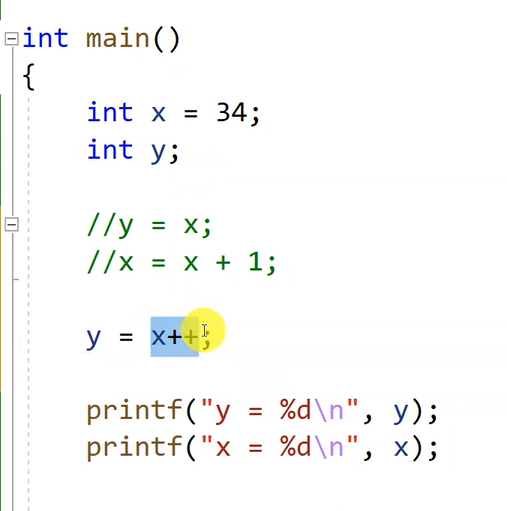 int main()
{
int x = 34;
int y;
//y = x;
//x = x + 1;
y = x++;
printf("y = %d\n", y);
printf("x = %d\n", x);